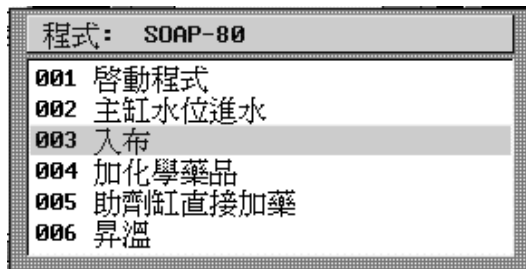 程式: SOAP-80
001 啓動程式
002 主缸水位進水
003 入布
004 加化學藥品
005 助劑缸直接加藥
006 昇溫